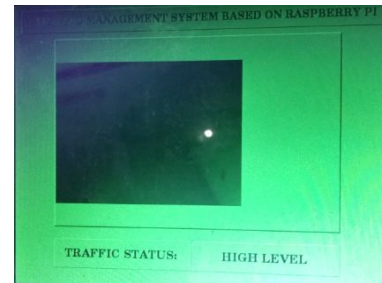 MANAGEMENT SYSTEM BASED ON RASPBERRY PI
TRAFFIC STATUS: HIGH LEVEL